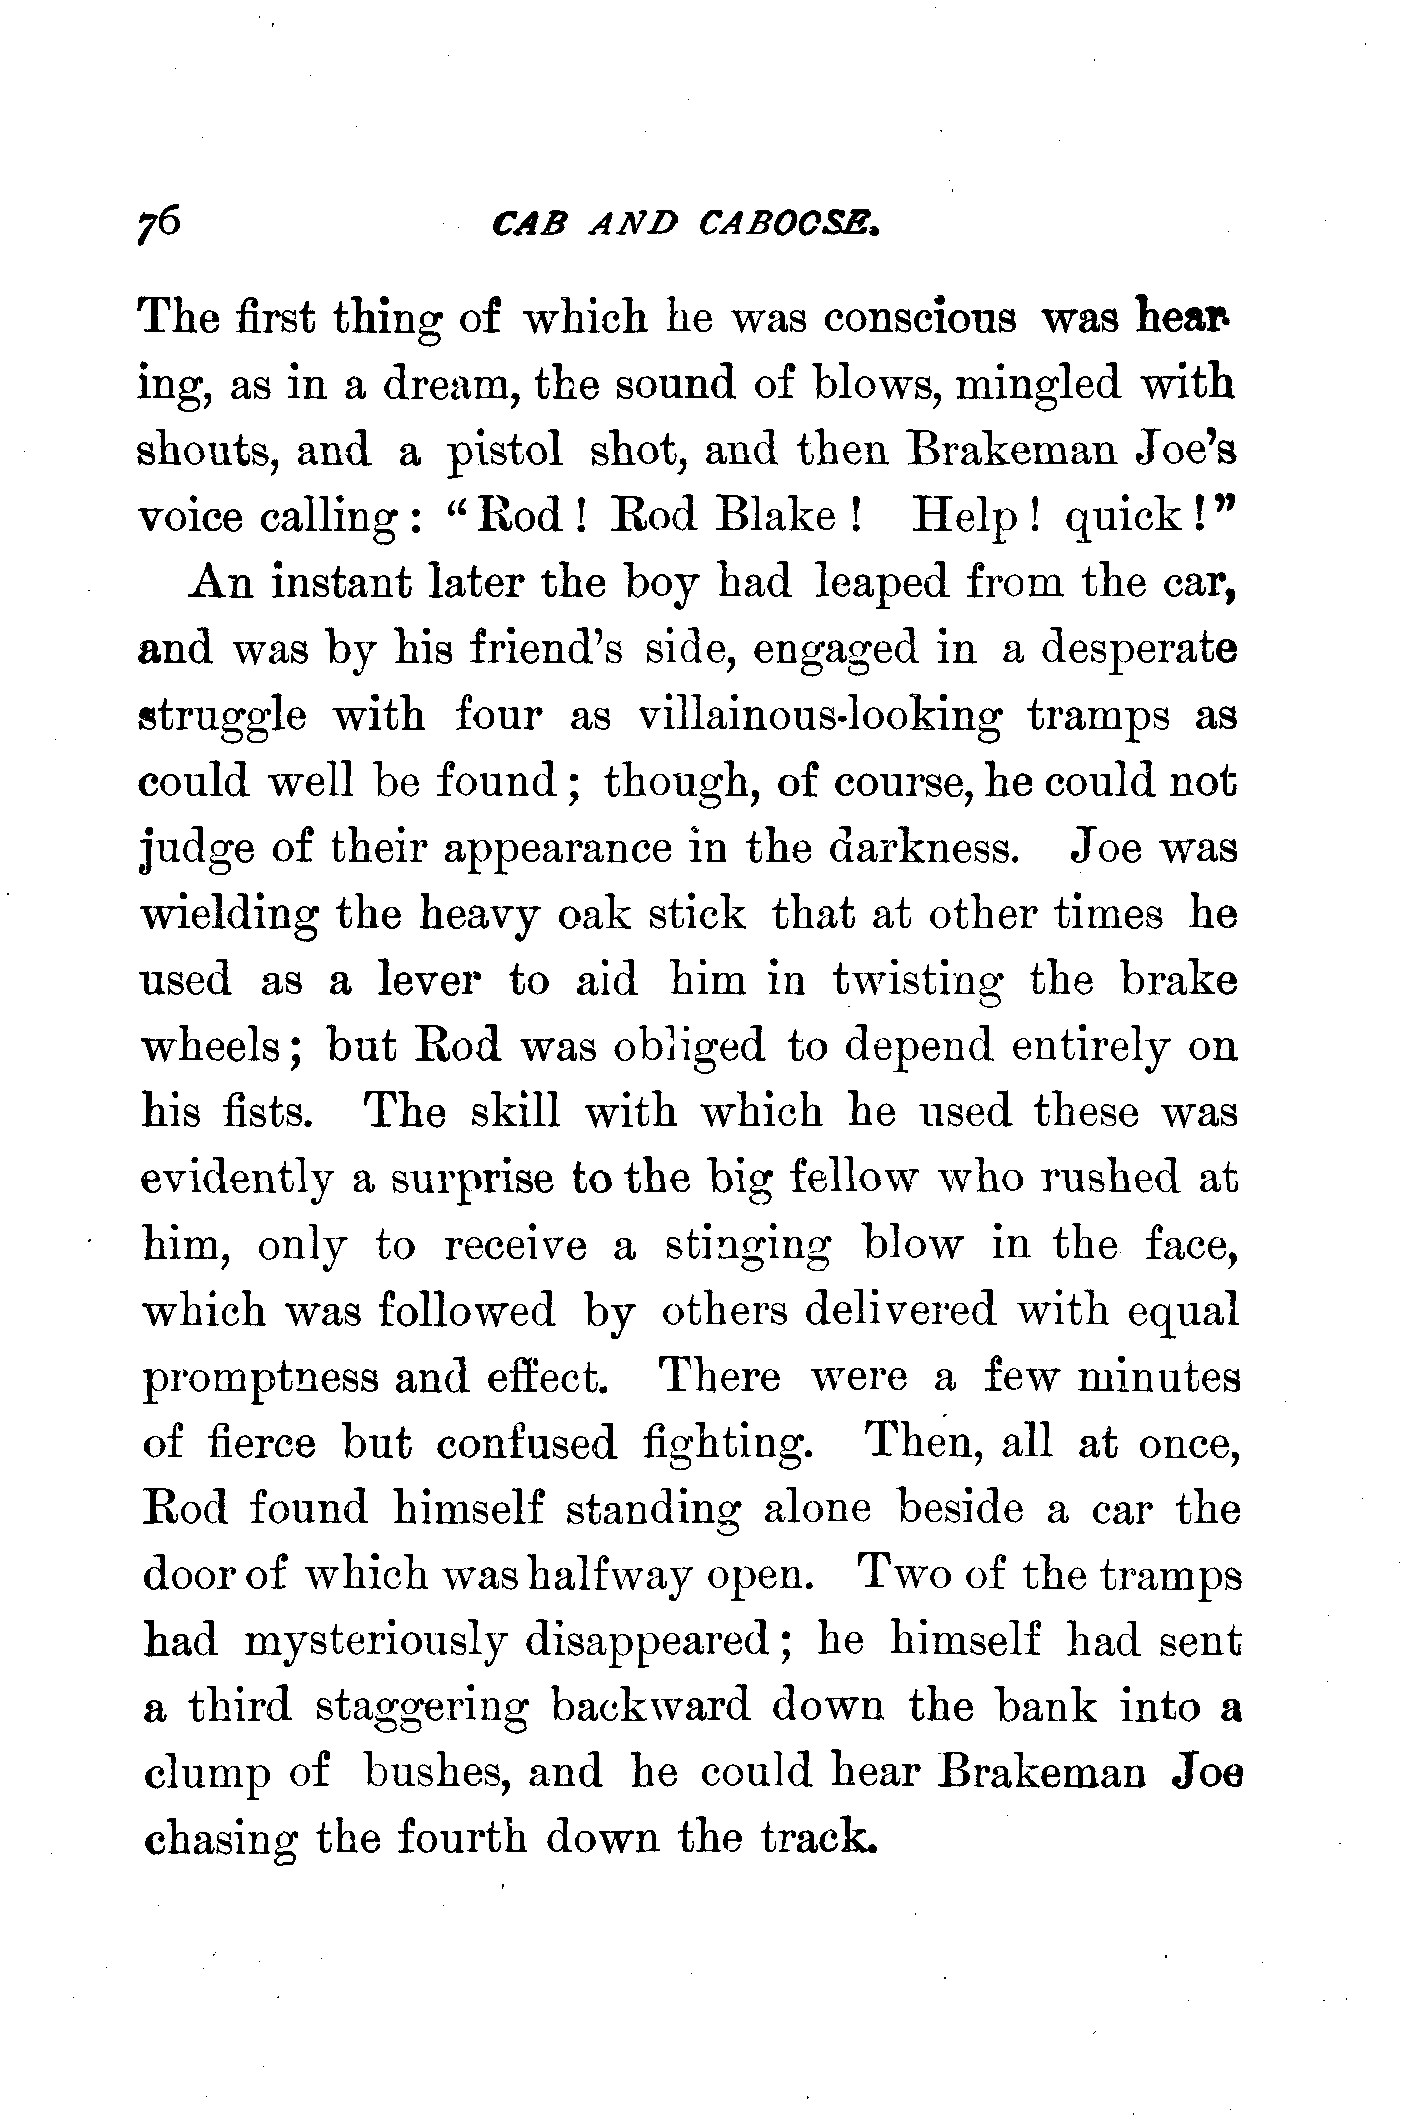 76 CAB AND CABOOSE.
The first thing of which he was conscious was hear-
ing, as in a dream, the sound of blows, mingled with
shouts, and a pistol shot, and then Brakeman Joe's
voice calling: "Rod! Rod Blake! Help! quick!"
An instant later the boy had leaped from the car,
and was by his friend's side, engaged in a desperate
struggle with four as villainous-looking tramps as
could well be found; though, of course, he could not
judge of their appearance in the darkness. Joe was
wielding the heavy oak stick that at other times he
used as a lever to aid him in twisting the brake
wheels; but Rod was obliged to depend entirely on
his fists. The skill with which he used these was
evidently a surprise to the big fellow who rushed at
him, only to receive a stinging blow in the face,
which was followed by others delivered with equal
promptness and effect. There were a few minutes
of fierce but confused fighting. Then, all at once,
Rod found himself standing alone beside a car the
door of which was halfway open. Two of the tramps
had mysteriously disappeared; he himself had sent
a third staggering backward down the bank into a
clump of bushes, and he could hear Brakeman Joe
chasing the fourth down the track.